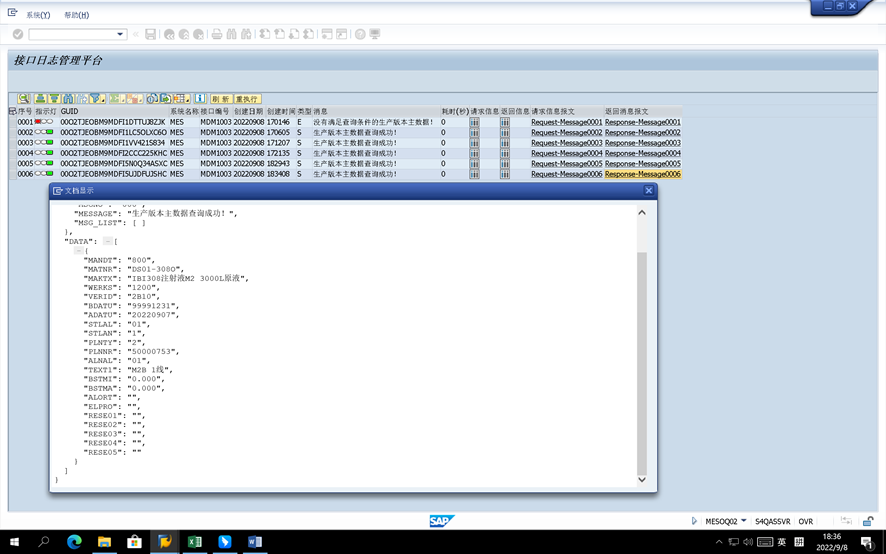 系统(Y) 帮助(H)
接口日志管理平台
刷新 重执行
序号 指示灯 GUID 系统名称 接口编号 创建日期 创建时间 类型 消息 耗时(秒) 请求信息 返回信息 请求信息报文 返回消息报文
0001 MES MDM1003 20220908 170146 E 没有满足查询条件的生产版本主数据! 0 Request-Message0001 Response-Message0001
0002 MES MDM1003 20220908 170605 S 生产版本主数据查询成功! 0 Request-Message0002 Response-Message0002
0003 MES MDM1003 20220908 171207 S 生产版本主数据查询成功! 0 Request-Message0003 Response-Message0003
0004 MES MDM1003 20220908 172135 S 生产版本主数据查询成功! 0 Request-Message0004 Response-Message0004
0005 MES MDM1003 20220908 182943 S 生产版本主数据查询成功! 0 Request-Message0005 Response-Message0005
0006 MES MDM1003 20220908 183408 S 生产版本主数据查询成功! 0 Request-Message0006 Response-Message0006
文档显示
"MESSAGE": "生产版本主数据查询成功!",
"MSG_LIST": [ ]
},
"DATA": [
{
"MANDT": "800",
"MATNR": "DS01-308O",
"MAKTX": "IBI308注射液M2 3000L原液",
"WERKS": "1200",
"VERID": "2B10",
"BDATU": "99991231",
"ADATU": "20220907",
"STLAL": "01",
"STLAN": "1",
"PLNTY": "2",
"PLNNR": "50000753",
"ALNAL": "01",
"TEXT1": "M2B 1线",
"BSTMI": "0.000",
"BSTMA": "0.000",
"ALORT": "",
"ELPRO": "",
"RESE01": "",
"RESE02": "",
"RESE03": "",
"RESE04": "",
"RESE05": ""
}
]
}
SAP MESOQ02 S4QASSVR OVR
英 拼 18:36
2022/9/8
1